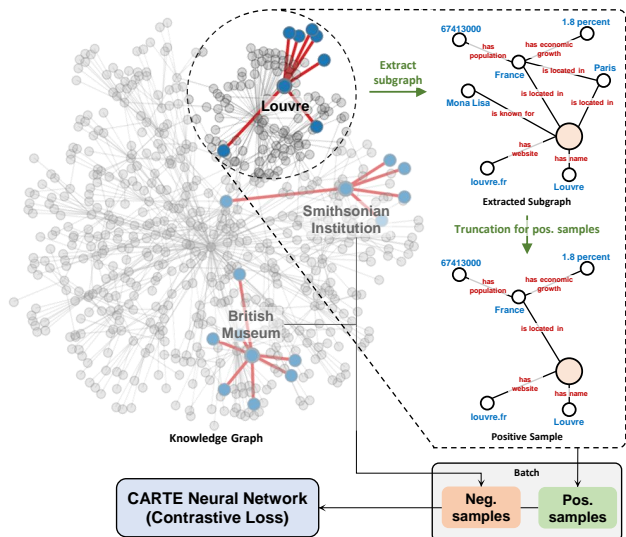 Louvre
Smithsonian
Institution
British
Museum
Knowledge Graph
Extract
subgraph
67413000
1.8 percent
has
population
has economic
growth
France
Paris
is located in
Mona Lisa
is located in
is located in
is known for
has
website
has name
louvre.fr
Louvre
Extracted Subgraph
Truncation for pos. samples
67413000
1.8 percent
has
population
has economic
growth
France
is located in
has
website
has name
louvre.fr
Louvre
Positive Sample
Batch
CARTE Neural Network
(Contrastive Loss)
Neg.
samples
Pos.
samples